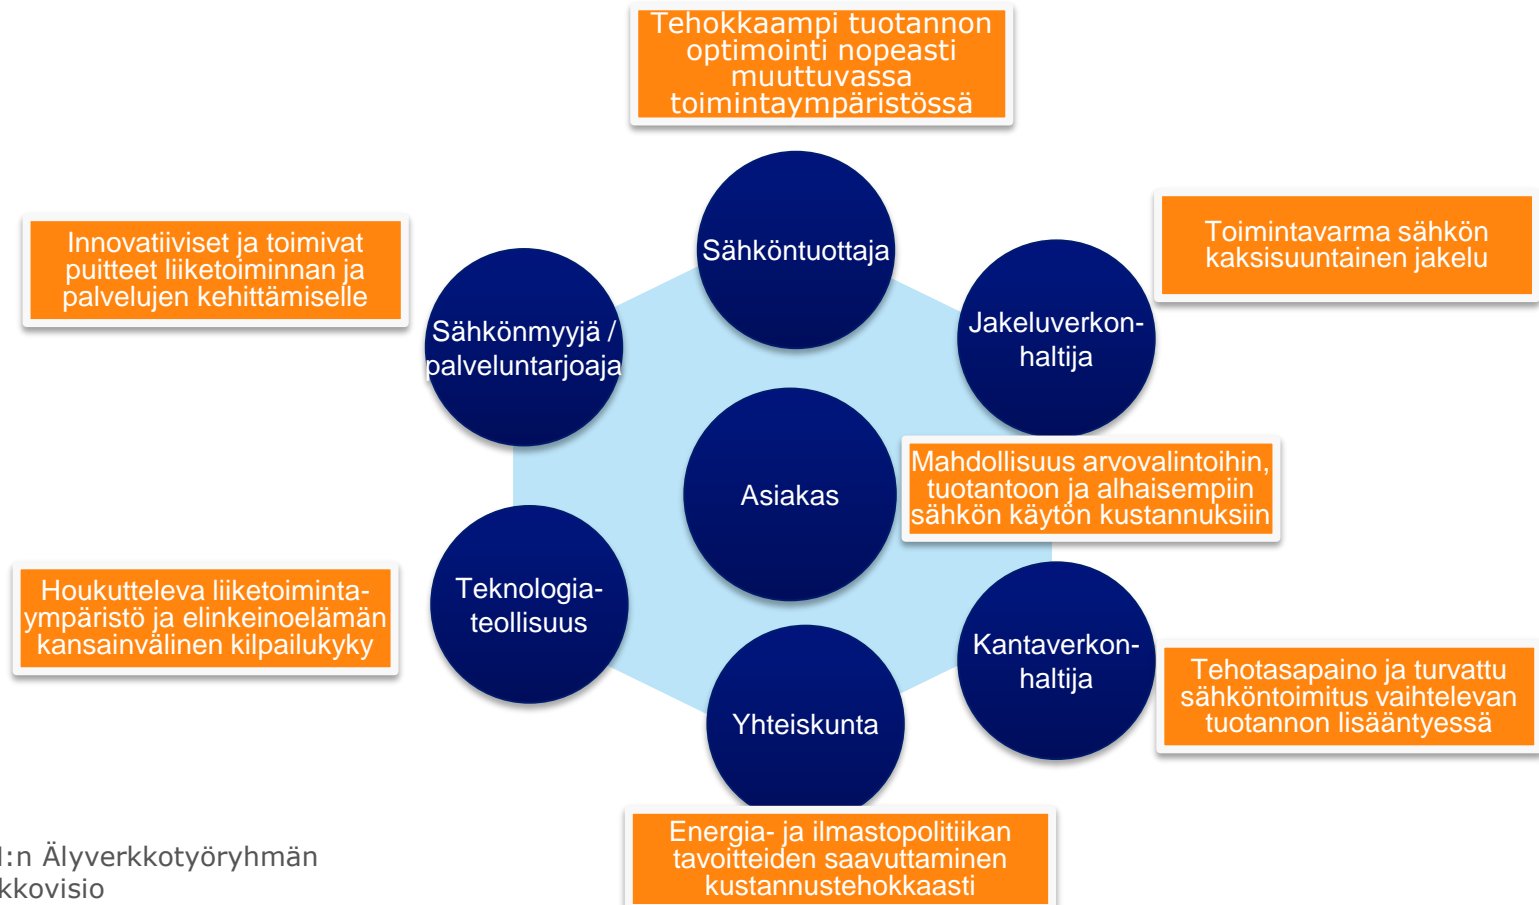 Tehokkaampi tuotannon
optimointi nopeasti
muuttuvassa
toimintaympäristössä
Sähköntuottaja
Innovatiiviset ja toimivat
puitteet liiketoiminnan ja
palvelujen kehittämiselle
Sähkönmyyjä /
palveluntarjoaja
Toimintavarma sähkön
kaksisuuntainen jakelu
Jakeluverkon-
haltija
Asiakas
Mahdollisuus arvovalintoihin,
tuotantoon ja alhaisempiin
sähkön käytön kustannuksiin
Houkutteleva liiketoiminta-
ympäristö ja elinkeinoelämän
kansainvälinen kilpailukyky
Teknologia-
teollisuus
Kantaverkon-
haltija
Tehotasapaino ja turvattu
sähköntoimitus vaihtelevan
tuotannon lisääntyessä
Yhteiskunta
Energia- ja ilmastopolitiikan
tavoitteiden saavuttaminen
kustannustehokkaasti
:n Älyverkkotyöryhmän
kkovisio